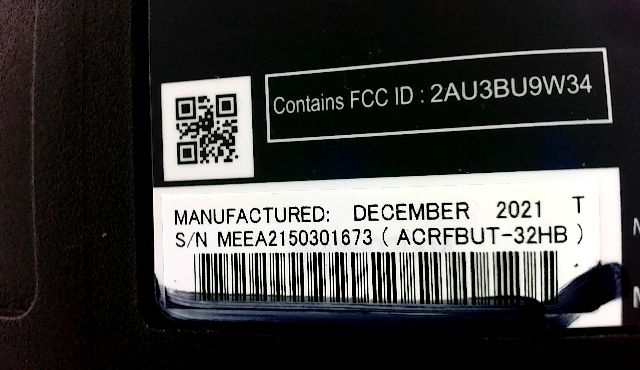 Contains FCC ID : 2AU3BU9W34
MANUFACTURED: DECEMBER 2021 T
S/N MEEA2150301673 ( ACRFBUT-32HB )